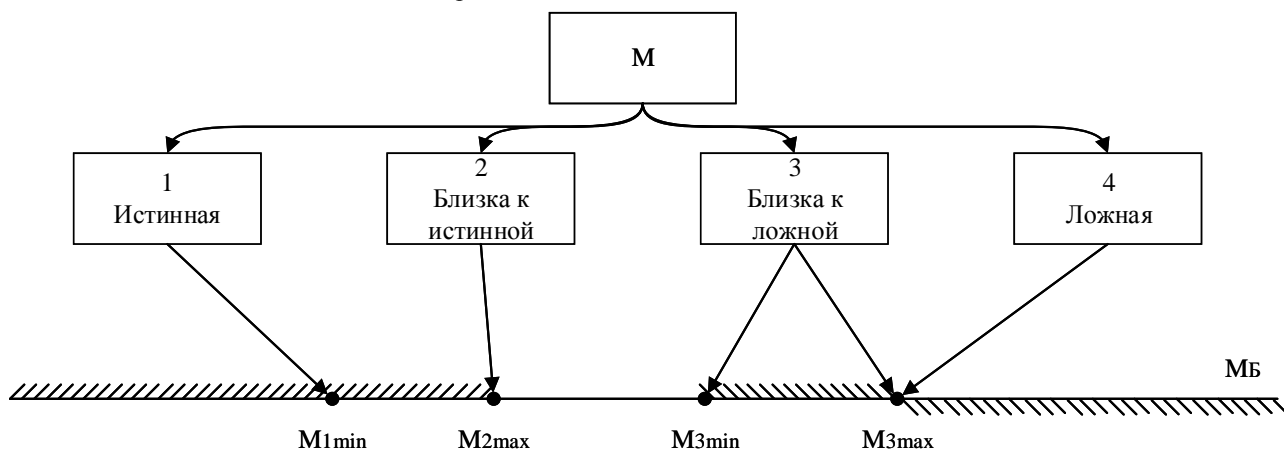 М
1
Истинная
2
Близка к
истинной
3
Близка к
ложной
4
Ложная
МБ
М1min
М2max
М3min
М3max